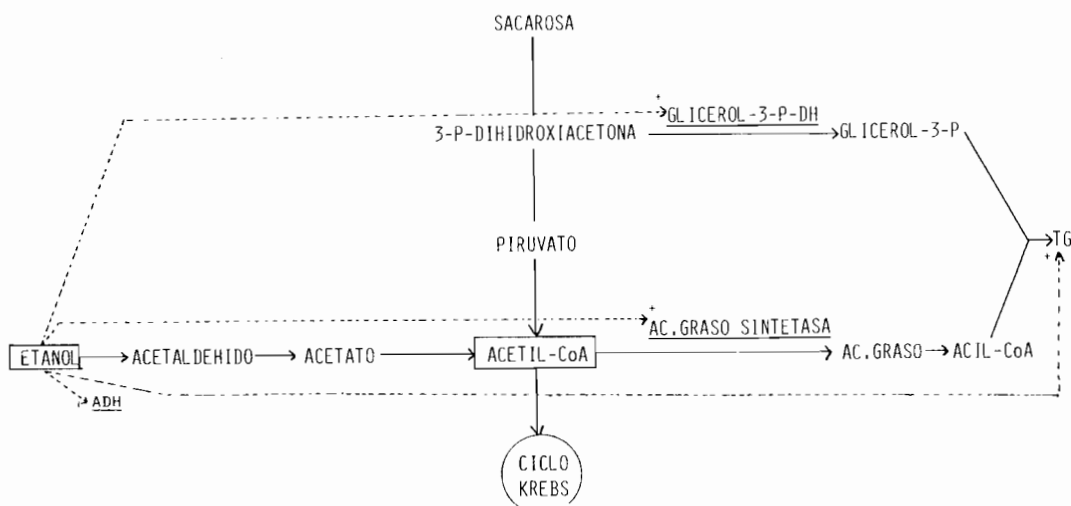 SACAROSA
+
GLICEROL-3-P-DH
3-P-DIHIDROXIACETONA
GLICEROL-3-P
PIRUVATO
TG
+
+
AC.GRASO SINTETASA
ETANOL
ACETALDEHIDO
ACETATO
ACETIL-CoA
AC.GRASO
ACIL-CoA
ADH
CICLO
KREBS